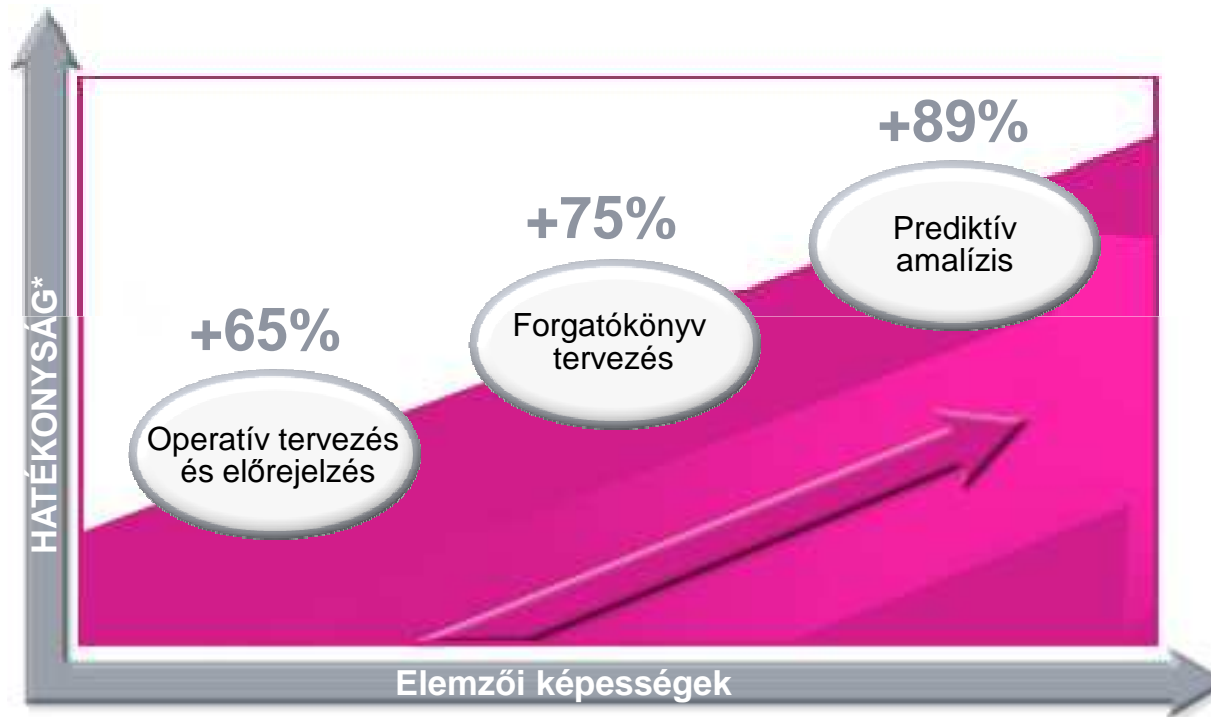 +89%
Prediktív
amalízis
+75%
Forgatókönyv
tervezés
+65%
Operatív tervezés
és előrejelzés
HATÉKONYSÁG*
Elemzői képességek